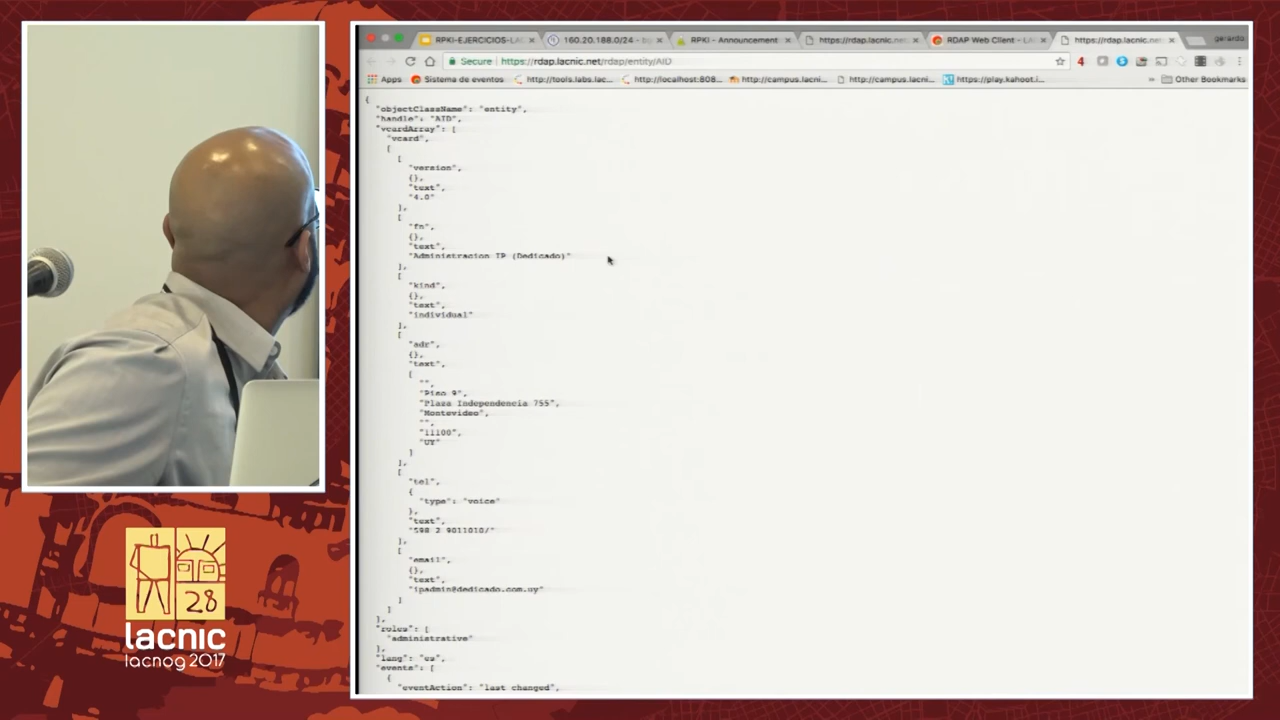 RPKI-EJERCICIOS-LA
160.20.188.0/24 -
RPKI - Announcement
https://rdap.lacnic.net
RDAP Web Client - LA
https://rdap.lacnic.net
gerardo
Secure https://rdap.lacnic.net/rdap/entity/AID
4
Apps
Sistema de eventos
http://tools.labs.lac...
http://localhost:808...
http://campus.lacni...
http://campus.lacni...
https://play.kahoot.i...
» Other Bookmarks
{
"objectClassName": "entity",
"handle": "AID",
"vcardArray": [
"vcard",
[
[
"version",
{},
"text",
"4.0"
],
[
"fn",
{},
"text",
"Administracion IP (Dedicado)"
],
[
"kind",
{},
"text",
"individual"
],
[
"adr",
{},
"text",
[
"",
"Piso 9",
"Plaza Independencia 755",
"Montevideo",
"",
"11100",
"UY"
]
],
[
"tel",
{
"type": "voice"
},
"text",
"598 2 9011010/"
],
[
"email",
{},
"text",
"ipadmin@dedicado.com.uy"
]
]
],
"roles": [
"administrative"
],
"lang":
"events": [
{
"eventAction": "last changed",
28
lacnic
lacnog 2017